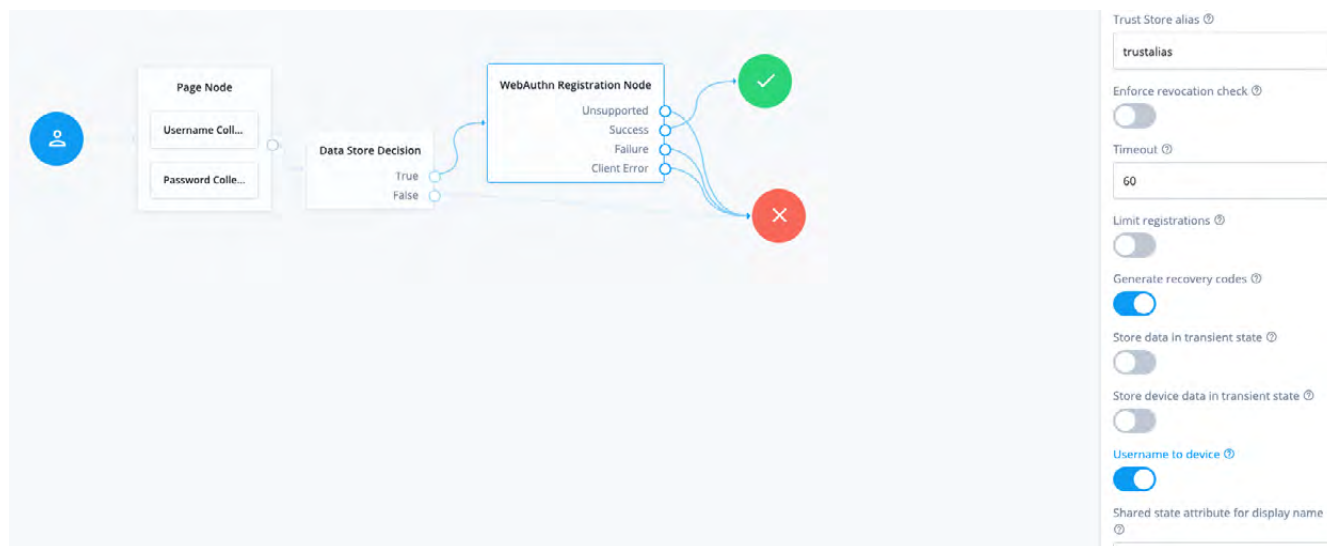 Page Node
Username Coll...
Password Colle...
Data Store Decision
True
False
WebAuthn Registration Node
Unsupported
Success
Failure
Client Error
Trust Store alias
trustalias
Enforce revocation check
Timeout
60
Limit registrations
Generate recovery codes
Store data in transient state
Store device data in transient state
Username to device
Shared state attribute for display name